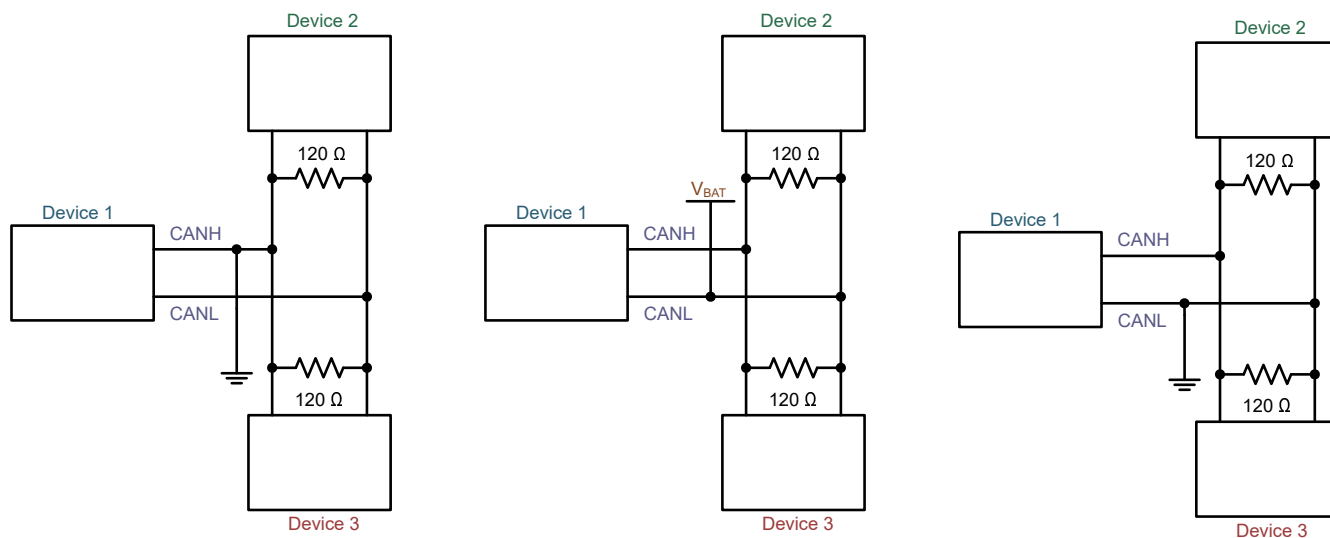 Device 2
120 Ω
Device 1
CANH
CANL
120 Ω
Device 3
Device 2
120 Ω
VBAT
Device 1
CANH
CANL
120 Ω
Device 3
Device 2
120 Ω
Device 1
CANH
CANL
120 Ω
Device 3